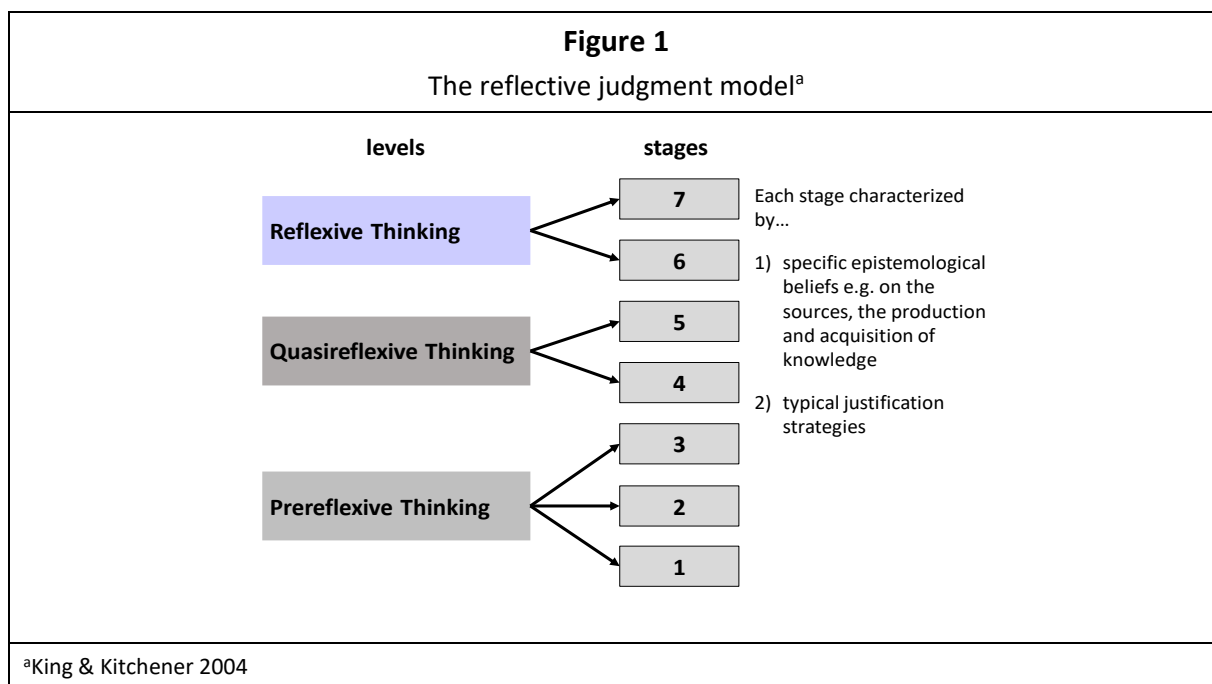 Figure 1
The reflective judgment modelᵃ
levels
stages
Reflexive Thinking
7
6
Quasireflexive Thinking
5
4
Prereflexive Thinking
3
2
1
Each stage characterized
by…
1) specific epistemological
beliefs e.g. on the
sources, the production
and acquisition of
knowledge
2) typical justification
strategies
ᵃKing & Kitchener 2004